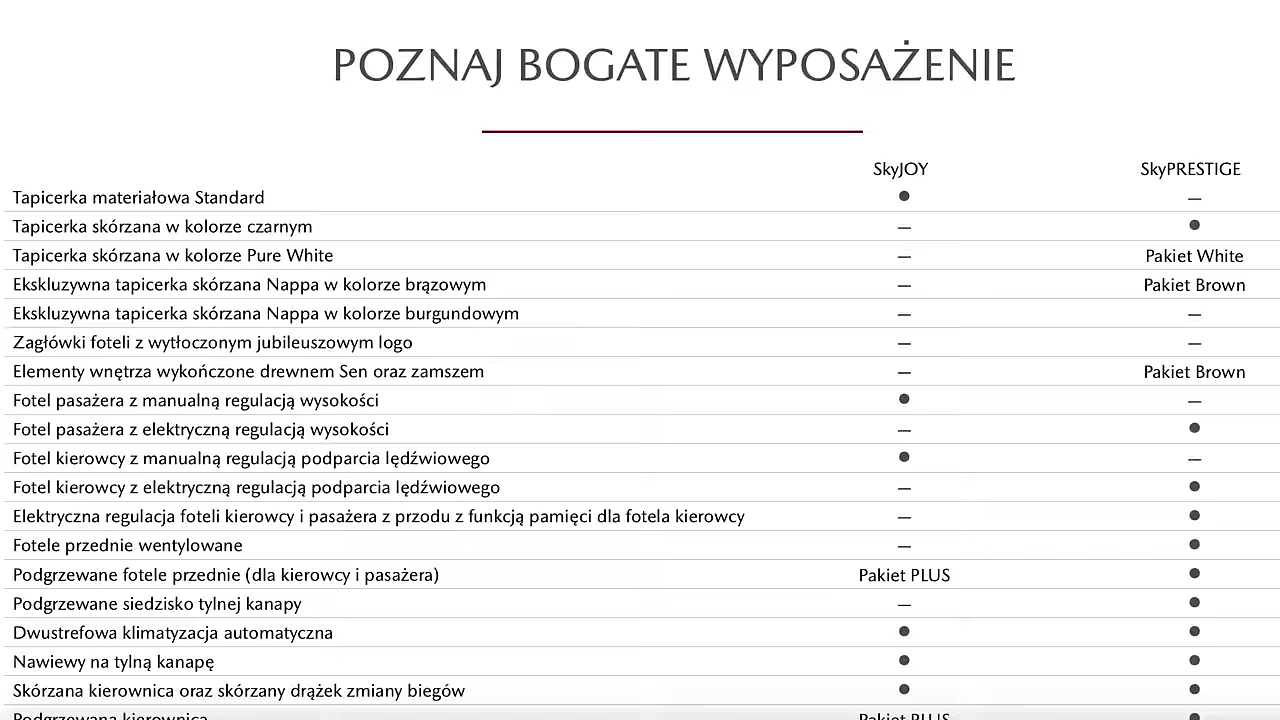 POZNAJ BOGATE WYPOSAŻENIE
SkyJOY SkyPRESTIGE
Tapicerka materiałowa Standard ● —
Tapicerka skórzana w kolorze czarnym — ●
Tapicerka skórzana w kolorze Pure White — Pakiet White
Ekskluzywna tapicerka skórzana Nappa w kolorze brązowym — Pakiet Brown
Ekskluzywna tapicerka skórzana Nappa w kolorze burgundowym — —
Zagłówki foteli z wytłoczonym jubileuszowym logo — —
Elementy wnętrza wykończone drewnem Sen oraz zamszem — Pakiet Brown
Fotel pasażera z manualną regulacją wysokości ● —
Fotel pasażera z elektryczną regulacją wysokości — ●
Fotel kierowcy z manualną regulacją podparcia lędźwiowego ● —
Fotel kierowcy z elektryczną regulacją podparcia lędźwiowego — ●
Elektryczna regulacja foteli kierowcy i pasażera z przodu z funkcją pamięci dla fotela kierowcy — ●
Fotele przednie wentylowane — ●
Podgrzewane fotele przednie (dla kierowcy i pasażera) Pakiet PLUS ●
Podgrzewane siedzisko tylnej kanapy — ●
Dwustrefowa klimatyzacja automatyczna ● ●
Nawiewy na tylną kanapę ● ●
Skórzana kierownica oraz skórzany drążek zmiany biegów ● ●
Podgrzewana kierownica Pakiet PLUS ●